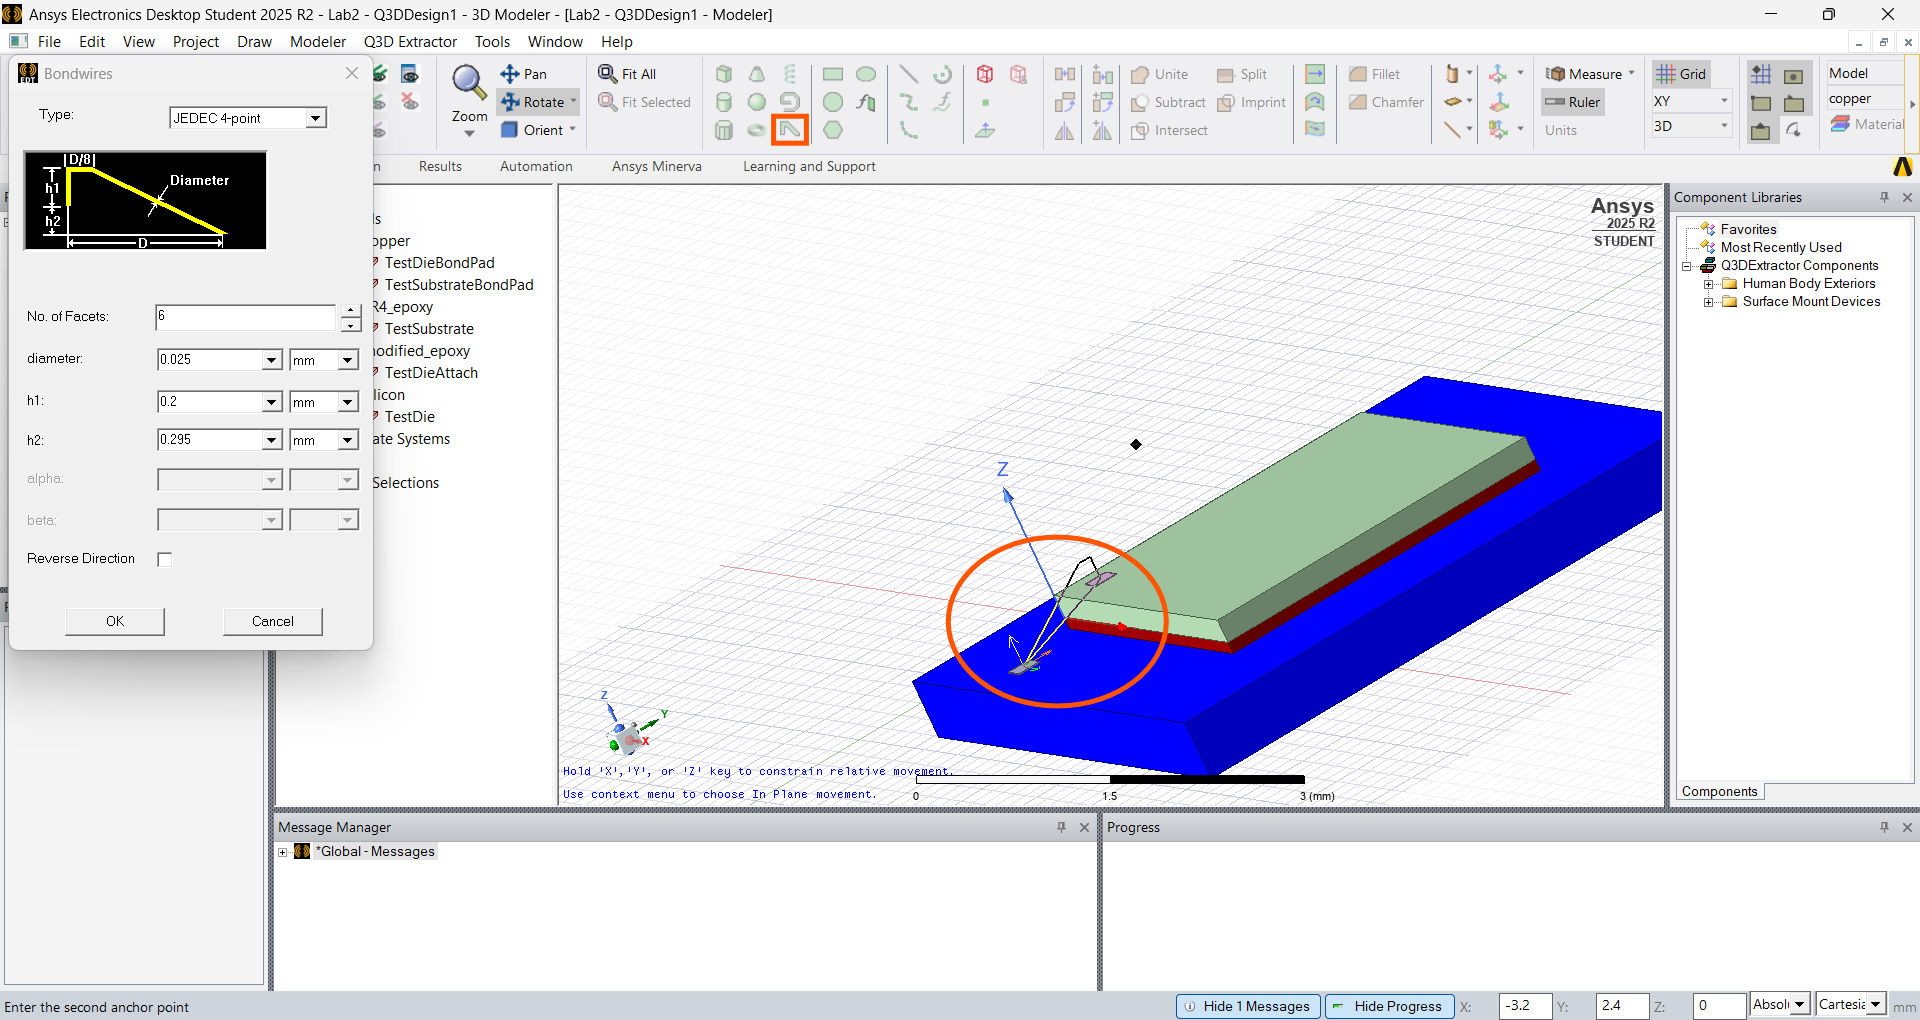 Ansys Electronics Desktop Student 2025 R2 - Lab2 - Q3DDesign1 - 3D Modeler - [Lab2 - Q3DDesign1 - Modeler]
File Edit View Project Draw Modeler Q3D Extractor Tools Window Help
Bondwires
Type: JEDEC 4-point
D/8
h1
h2
Diameter
D
No. of Facets: 6
diameter: 0.025 mm
h1: 0.2 mm
h2: 0.295 mm
alpha:
beta:
Reverse Direction
OK Cancel
Zoom
Pan
Rotate
Orient
Fit All
Fit Selected
Unite Split
Subtract Imprint
Intersect
Fillet
Chamfer
Measure
Ruler
Units
Grid
XY
3D
Model
copper
Material
Results Automation Ansys Minerva Learning and Support
ls
opper
TestDieBondPad
TestSubstrateBondPad
R4_epoxy
TestSubstrate
modified_epoxy
TestDieAttach
licon
TestDie
ate Systems
Selections
Ansys
2025 R2
STUDENT
Z
Z
Y
X
Hold 'X','Y', or 'Z' key to constrain relative movement.
Use context menu to choose In Plane movement.
0 1.5 3 (mm)
Component Libraries
Favorites
Most Recently Used
Q3DExtractor Components
Human Body Exteriors
Surface Mount Devices
Components
Message Manager
*Global - Messages
Progress
Enter the second anchor point
Hide 1 Messages
Hide Progress
X: -3.2 Y: 2.4 Z: 0 Absolu Cartesia mm